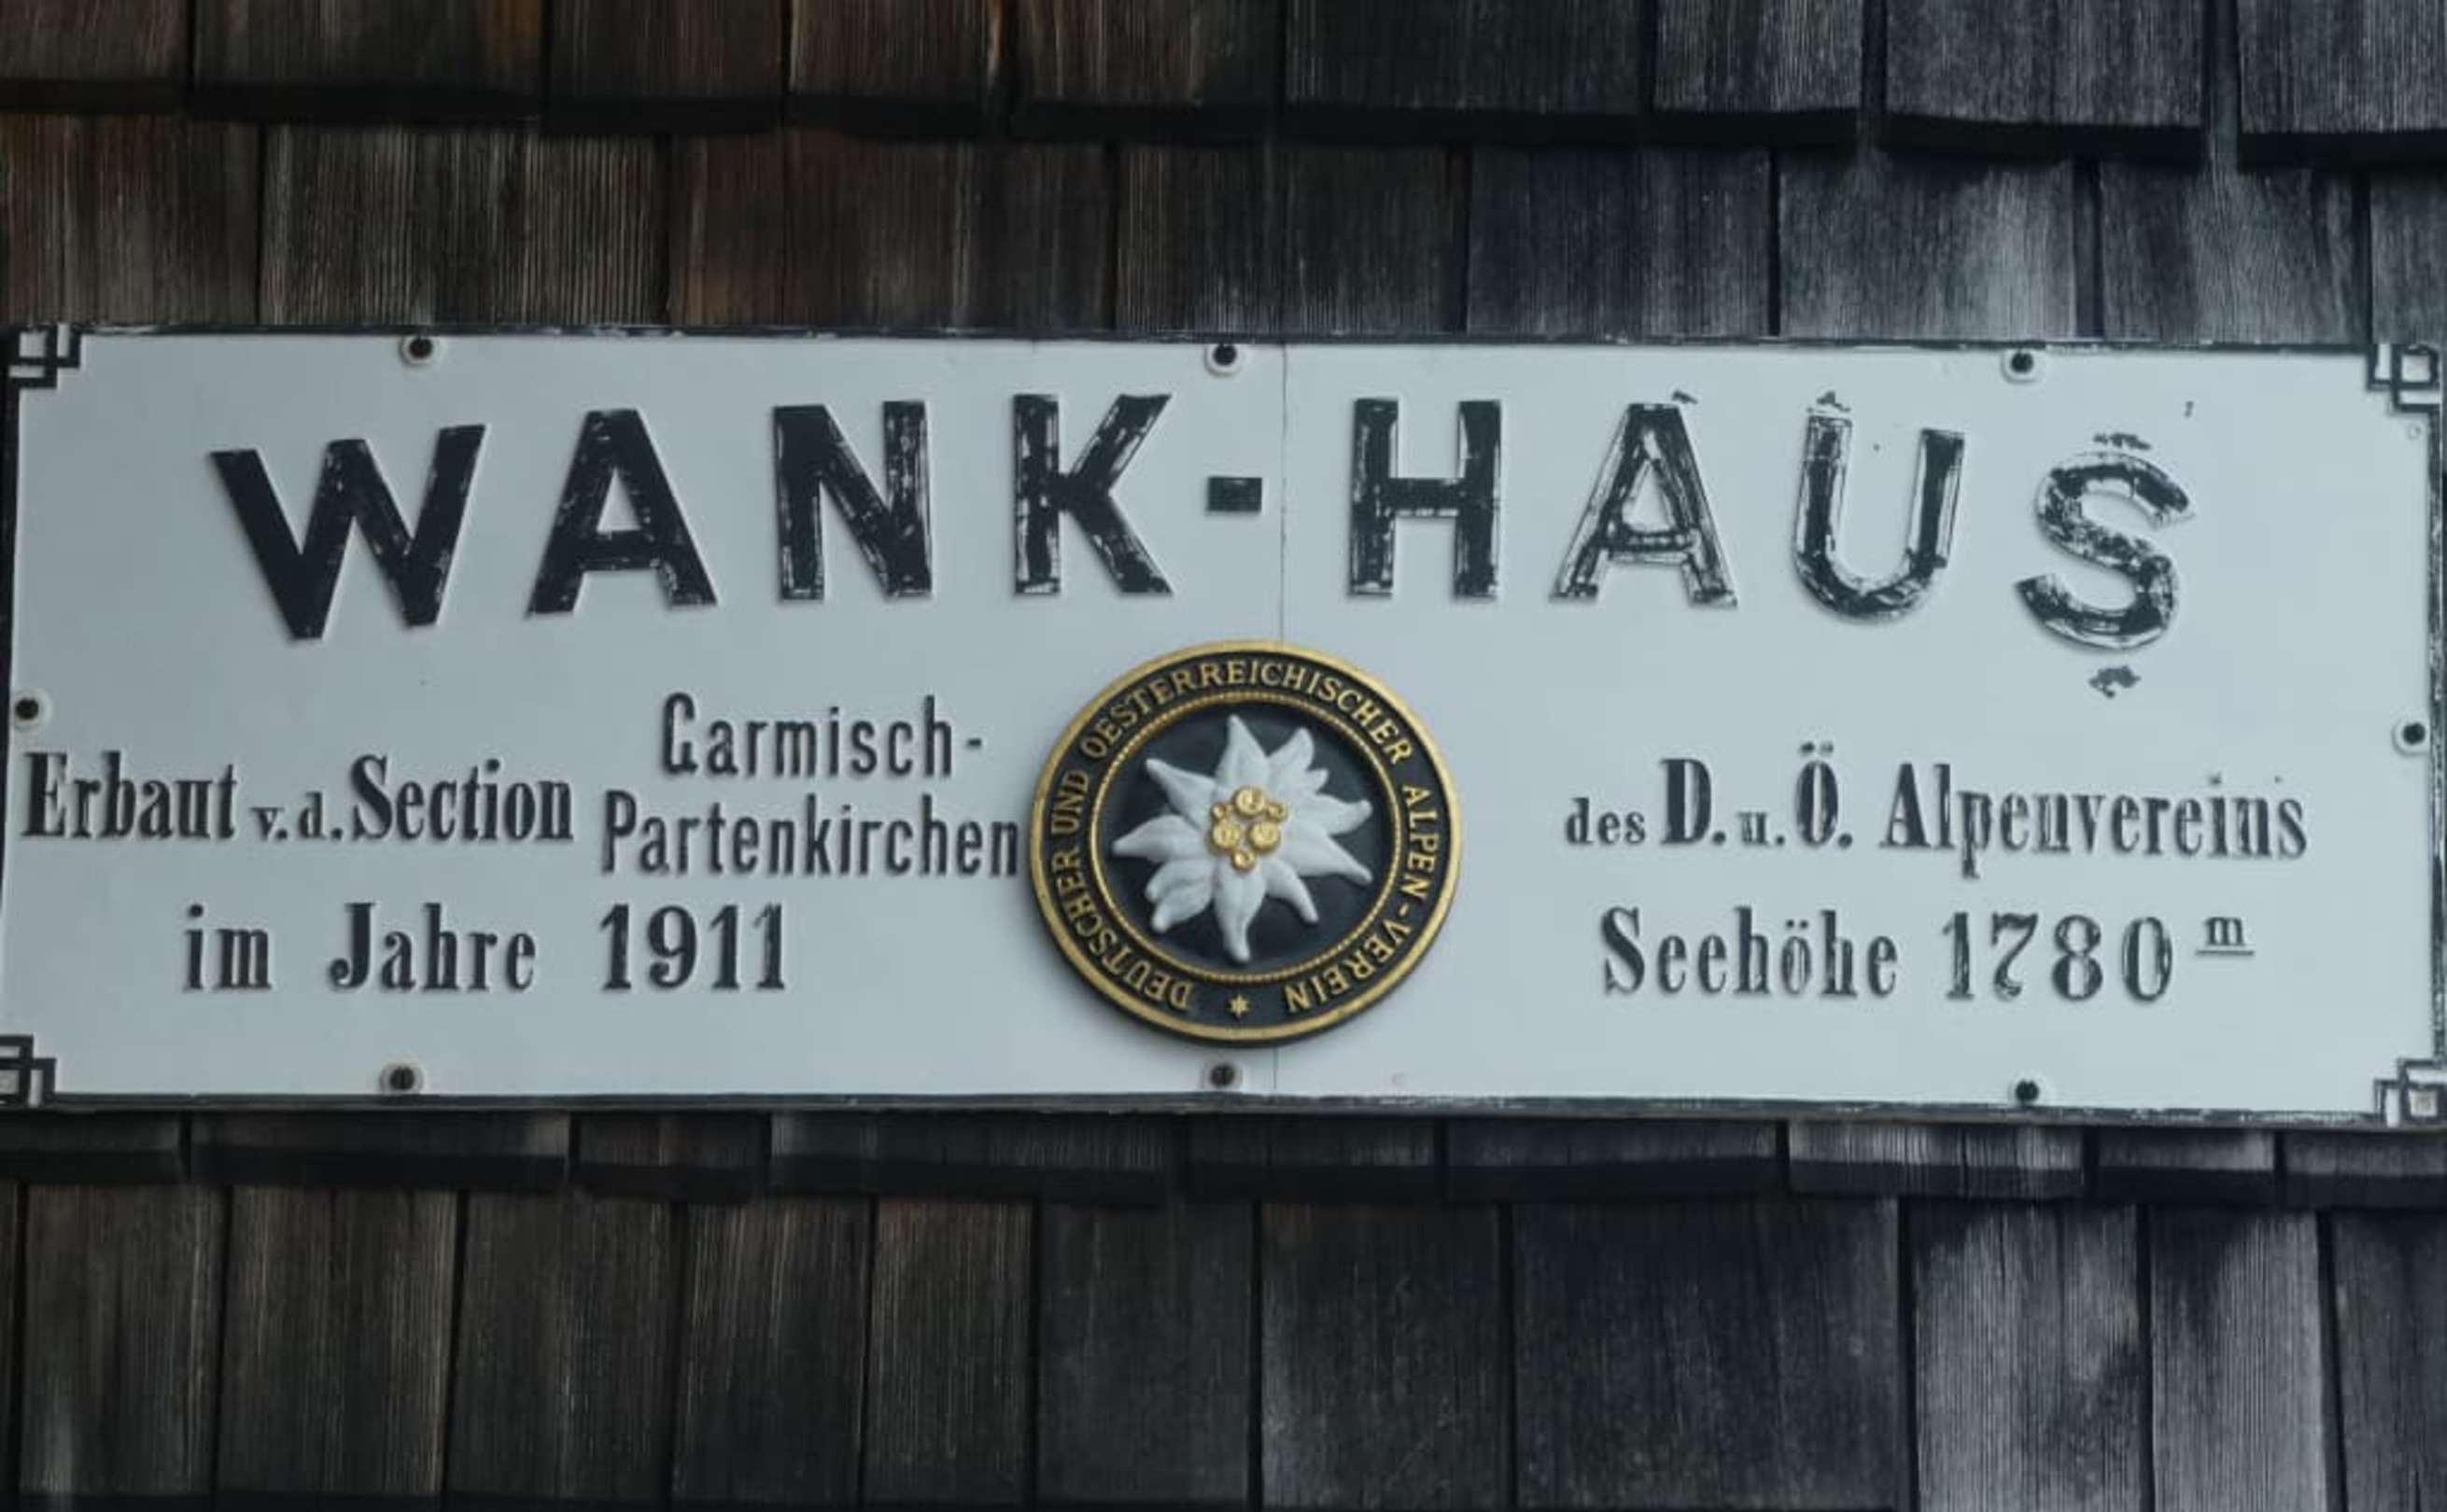 WANK-HAUS
Erbaut v. d. Section Garmisch-
Partenkirchen
im Jahre 1911
DEUTSCHER UND OESTERREICHISCHER ALPEN-VEREIN *
des D. u. Ö. Alpenvereins
Seehöhe 1780 m